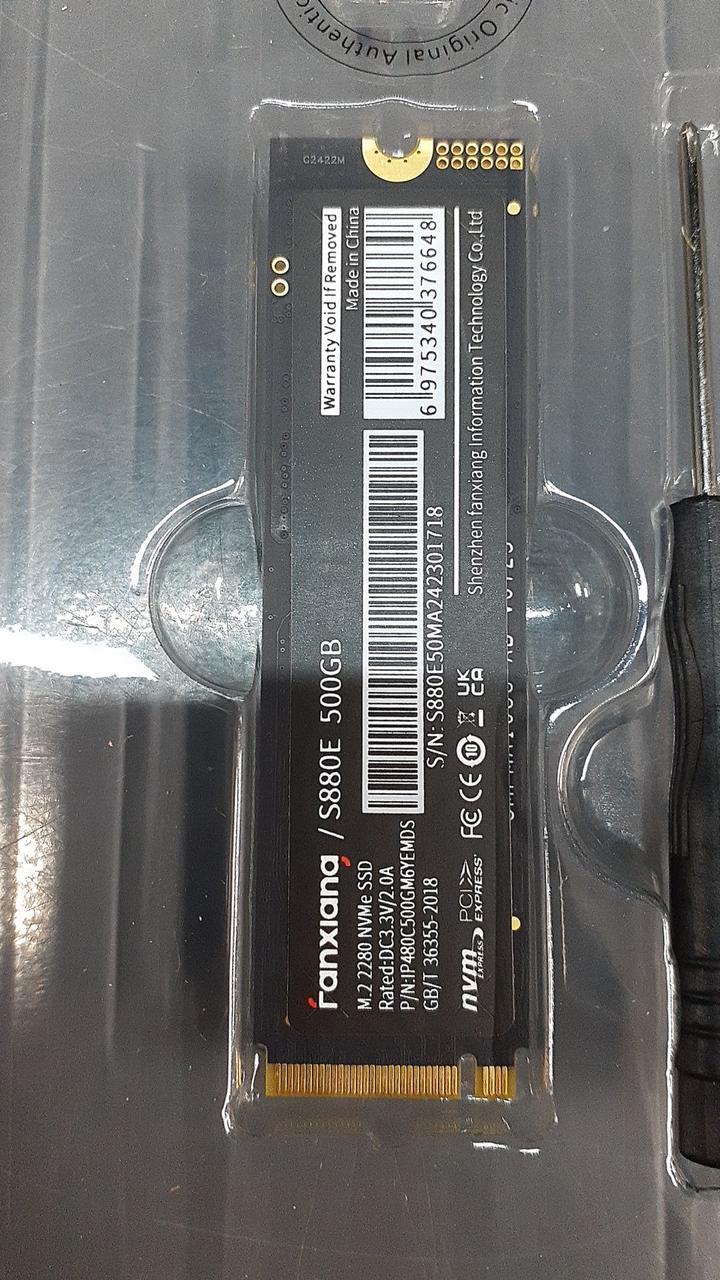 fanxiang / S880E 500GB
M.2 2280 NVMe SSD
Rated:DC3.3V/2.0A
P/N:IP480C500GM6YEMDS
GB/T 36355-2018
nvm EXPRESS PCI EXPRESS
FC CE 10 UK CA
S/N: S880E50MA242301718
Warranty Void If Removed
Made in China
6 975340 376648
Shenzhen fanxiang Information Technology Co.,Ltd
G2422M
Original Authentic